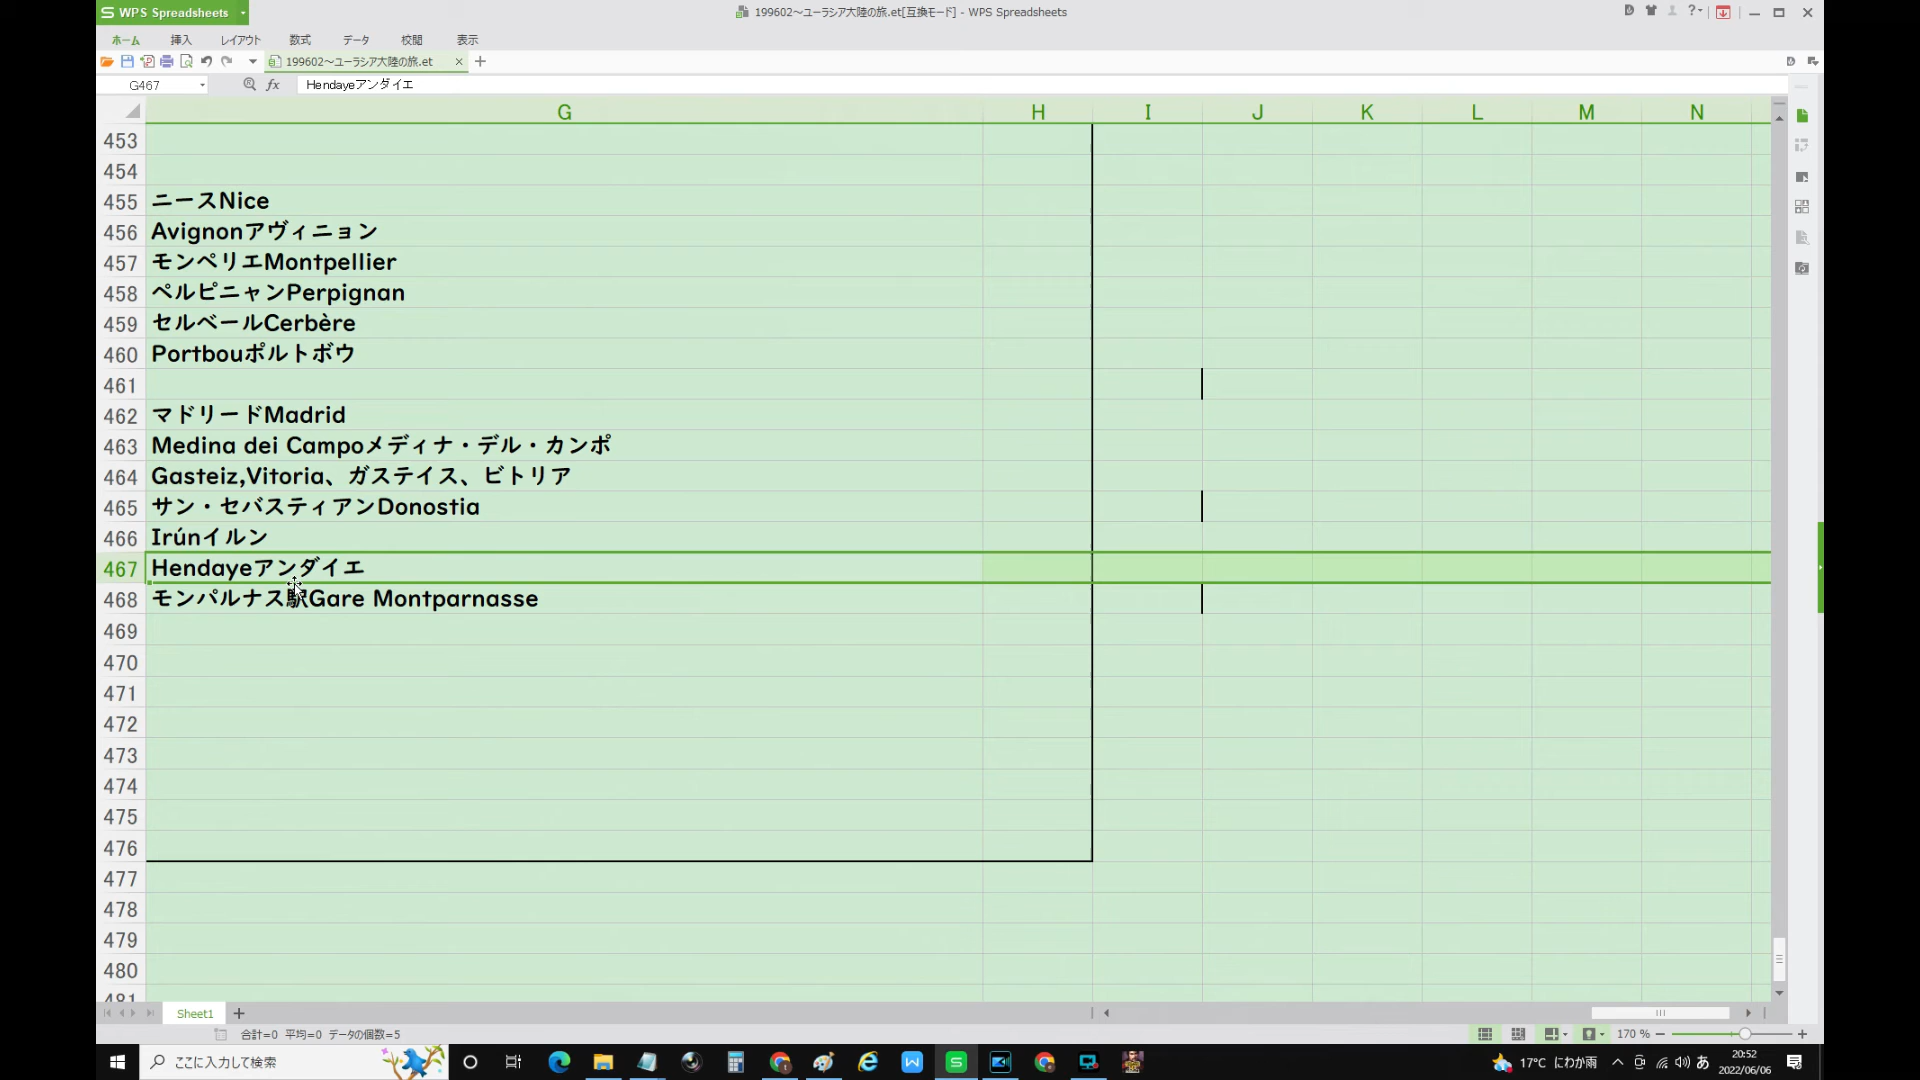 WPS Spreadsheets
199602～ユーラシア大陸の旅.et[互換モード] - WPS Spreadsheets
ホーム 挿入 レイアウト 数式 データ 校閲 表示
199602～ユーラシア大陸の旅.et
G467 fx Hendayeアンダイエ
G H I J K L M N
453
454
455 ニースNice
456 Avignonアヴィニョン
457 モンペリエMontpellier
458 ペルピニャンPerpignan
459 セルベールCerbère
460 Portbouポルトボウ
461
462 マドリードMadrid
463 Medina dei Campoメディナ・デル・カンポ
464 Gasteiz,Vitoria、ガステイス、ビトリア
465 サン・セバスティアンDonostia
466 Irúnイルン
467 Hendayeアンダイエ
468 モンパルナス駅Gare Montparnasse
469
470
471
472
473
474
475
476
477
478
479
480
481
Sheet1
合計=0 平均=0 データの個数=5
170 %
ここに入力して検索
17°C にわか雨
あ
20:52
2022/06/06